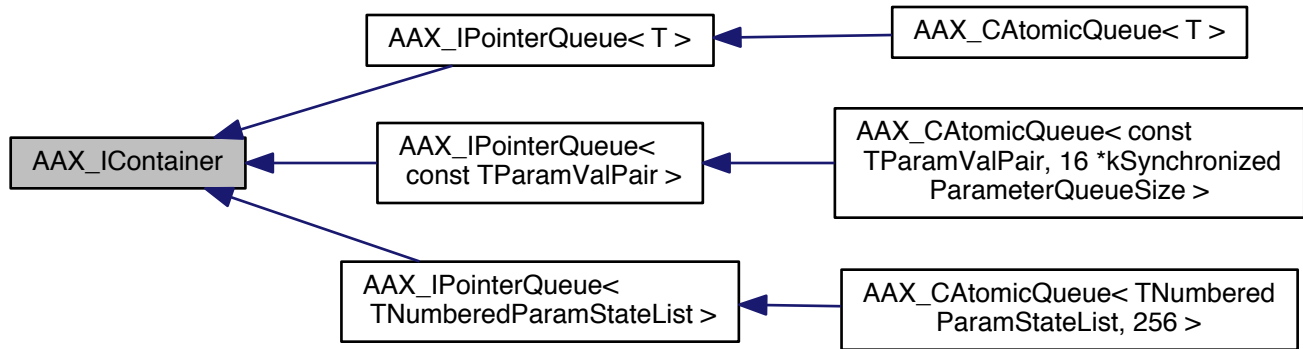 AAX_IPointerQueue< T >
AAX_CAtomicQueue< T >
AAX_IContainer
AAX_IPointerQueue<
const TParamValPair >
AAX_CAtomicQueue< const
TParamValPair, 16 *kSynchronized
ParameterQueueSize >
AAX_IPointerQueue<
TNumberedParamStateList >
AAX_CAtomicQueue< TNumbered
ParamStateList, 256 >